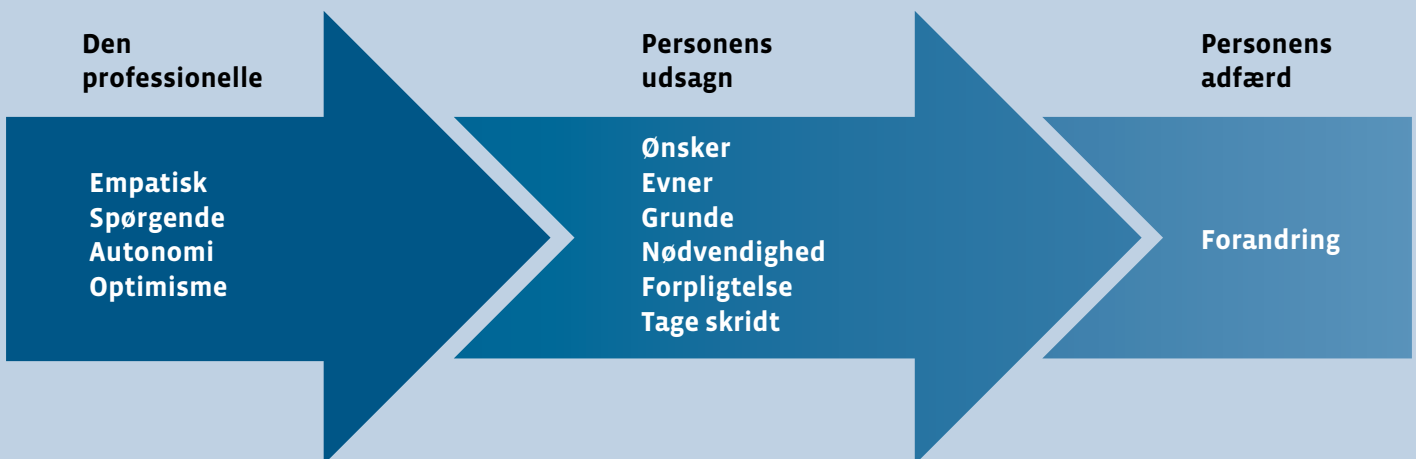 Den
professionelle
Empatisk
Spørgende
Autonomi
Optimisme
Personens
udsagn
Ønsker
Evner
Grunde
Nødvendighed
Forpligtelse
Tage skridt
Personens
adfærd
Forandring